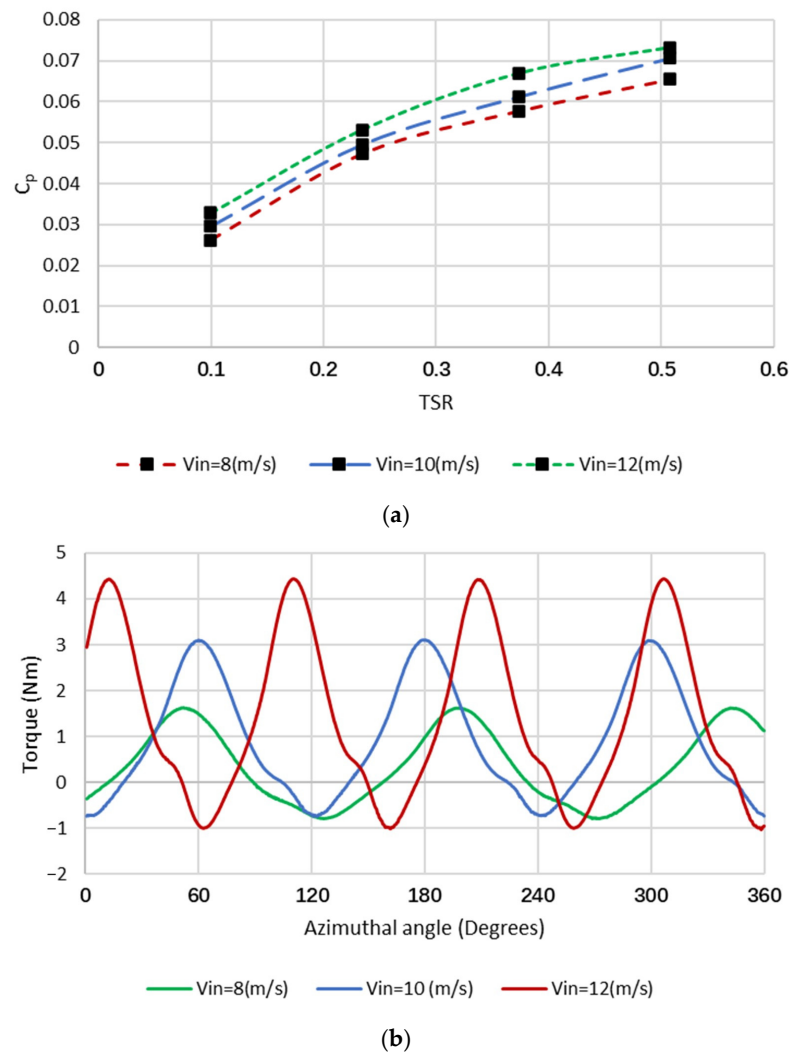 0.08
0.07
0.06
0.05
0.04
0.03
0.02
0.01
0
Cp
0 0.1 0.2 0.3 0.4 0.5 0.6
TSR
Vin=8(m/s) Vin=10(m/s) Vin=12(m/s)
(a)
5
4
3
2
1
0
−1
−2
Torque (Nm)
0 60 120 180 240 300 360
Azimuthal angle (Degrees)
Vin=8(m/s) Vin=10 (m/s) Vin=12(m/s)
(b)